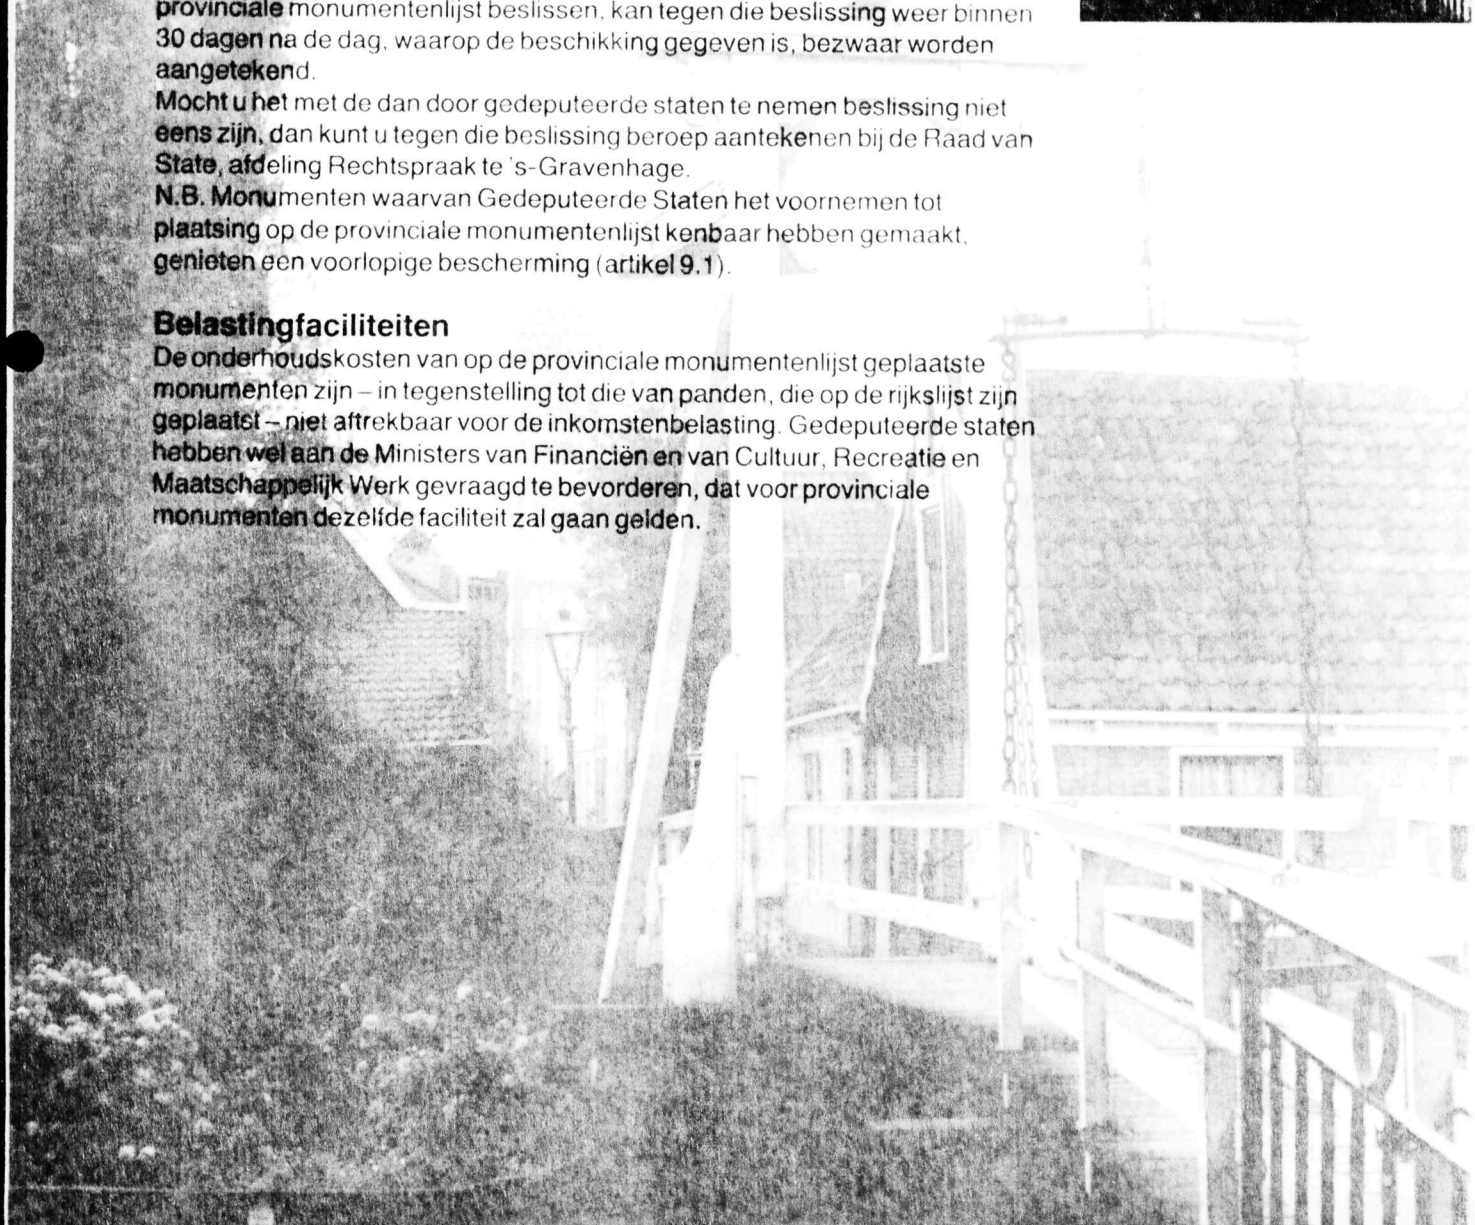 provinciale monumentenlijst beslissen, kan tegen die beslissing weer binnen
30 dagen na de dag, waarop de beschikking gegeven is, bezwaar worden
aangetekend.
Mocht u het met de dan door gedeputeerde staten te nemen beslissing niet
eens zijn, dan kunt u tegen die beslissing beroep aantekenen bij de Raad van
State, afdeling Rechtspraak te 's-Gravenhage.
N.B. Monumenten waarvan Gedeputeerde Staten het voornemen tot
plaatsing op de provinciale monumentenlijst kenbaar hebben gemaakt,
genieten een voorlopige bescherming (artikel 9.1).
Belastingfaciliteiten
De onderhoudskosten van op de provinciale monumentenlijst geplaatste
monumenten zijn – in tegenstelling tot die van panden, die op de rijkslijst zijn
geplaatst – niet aftrekbaar voor de inkomstenbelasting. Gedeputeerde staten
hebben wel aan de Ministers van Financiën en van Cultuur, Recreatie en
Maatschappelijk Werk gevraagd te bevorderen, dat voor provinciale
monumenten dezelfde faciliteit zal gaan gelden.